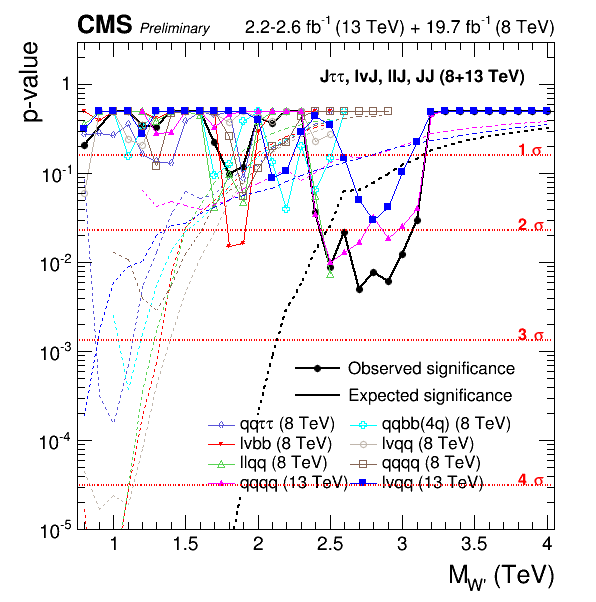 CMS Preliminary 2.2-2.6 fb⁻¹ (13 TeV) + 19.7 fb⁻¹ (8 TeV)
p-value
Jττ, lvJ, llJ, JJ (8+13 TeV)
1
1 σ
10⁻¹
2 σ
10⁻²
3 σ
10⁻³
Observed significance
Expected significance
qqττ (8 TeV) qqbb(4q) (8 TeV)
10⁻⁴
lvbb (8 TeV) lvqq (8 TeV)
llqq (8 TeV) qqqq (8 TeV)
4 σ
qqqq (13 TeV) lvqq (13 TeV)
10⁻⁵
1 1.5 2 2.5 3 3.5 4
M_W' (TeV)